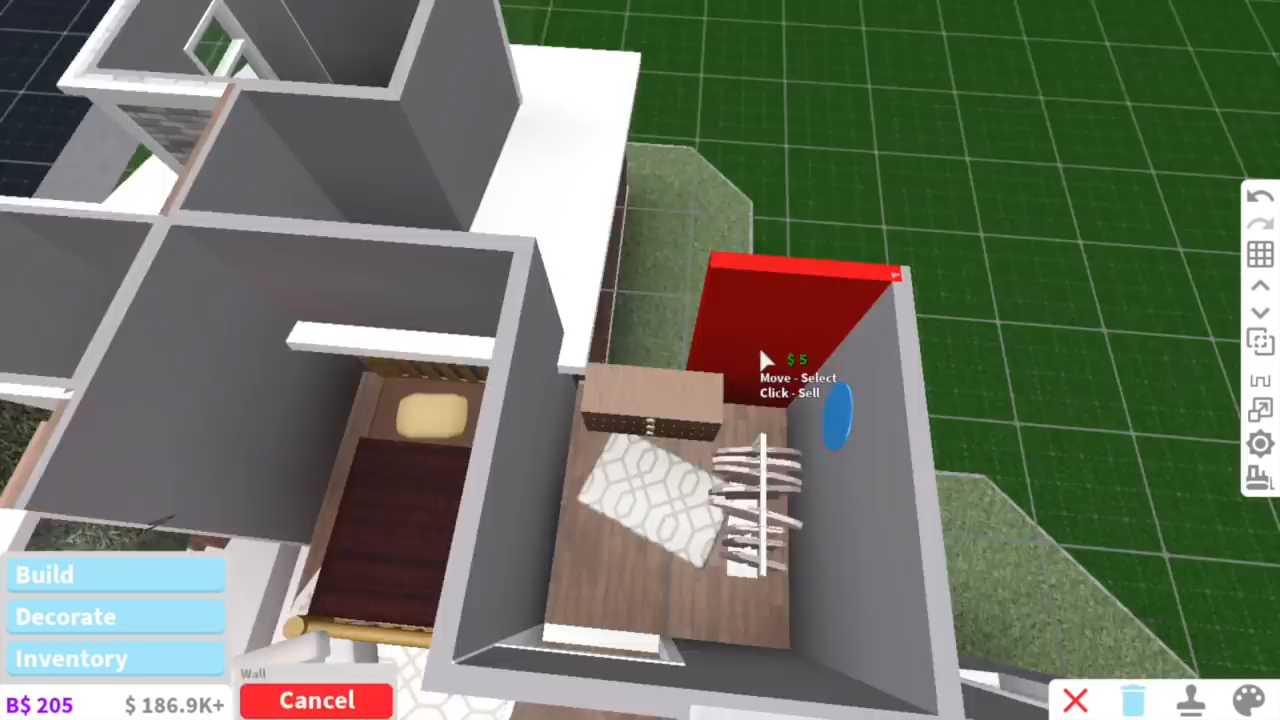 $ 5
Move - Select
Click - Sell
Build
Decorate
Inventory
Wall
B$ 205
$ 186.9K+
Cancel